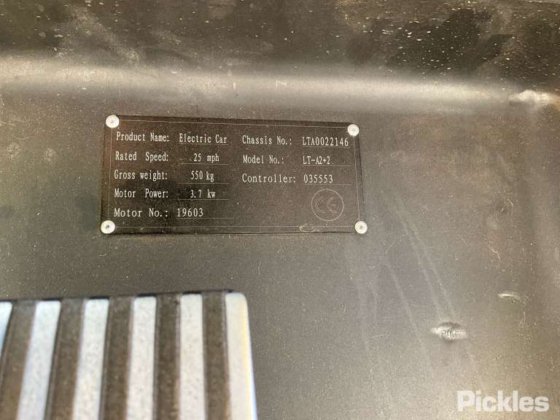 Product Name: Electric Car Chassis No.: LTA0022146
Rated Speed: 25 mph Model No.: LT-A2+2
Gross weight: 550 kg Controller: 035553
Motor Power: 3.7 kw
Motor No.: 19603
CE
Pickles